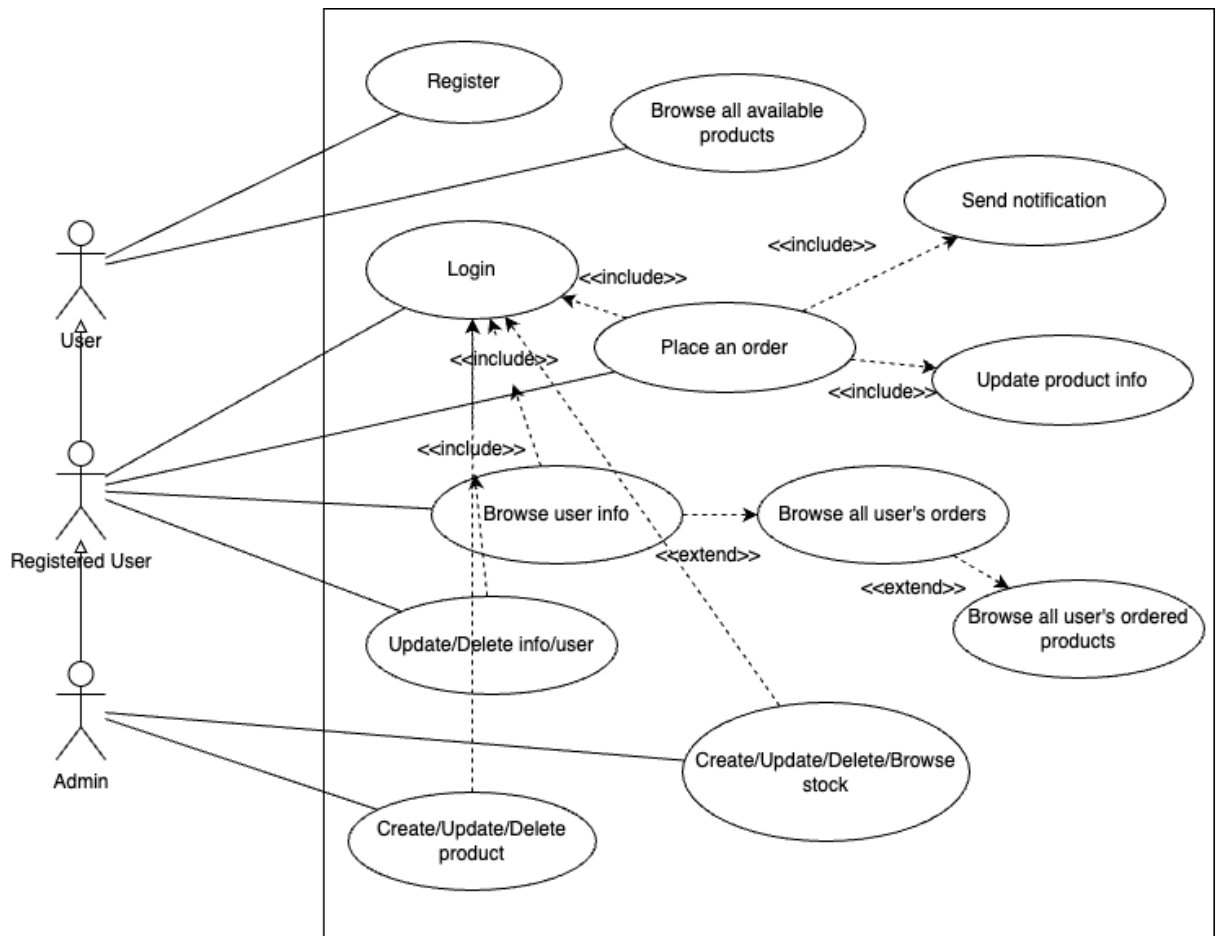 Register
Browse all available
products
Send notification
<<include>>
Login
<<include>>
User
Place an order
<<include>>
Update product info
<<include>>
<<include>>
Browse user info
Browse all user's orders
Registered User
<<extend>>
<<extend>>
Browse all user's ordered
products
Update/Delete info/user
Admin
Create/Update/Delete/Browse
stock
Create/Update/Delete
product